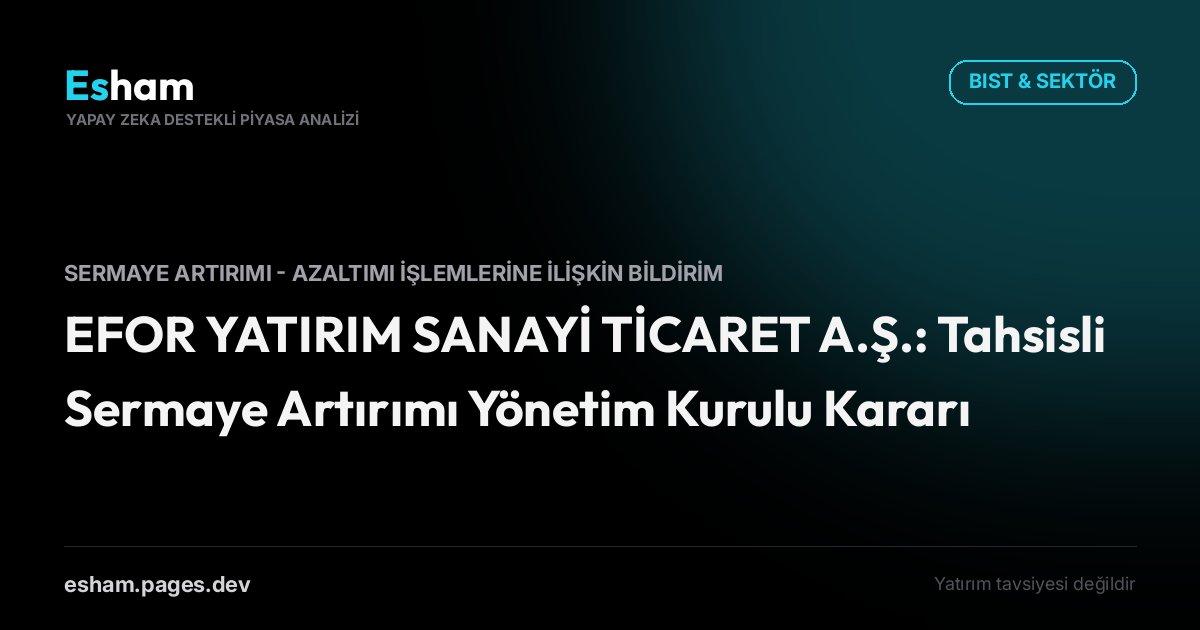 Esham
YAPAY ZEKA DESTEKLİ PİYASA ANALİZİ
BIST & SEKTÖR
SERMAYE ARTIRIMI - AZALTIMI İŞLEMLERİNE İLİŞKİN BİLDİRİM
EFOR YATIRIM SANAYİ TİCARET A.Ş.: Tahsisli
Sermaye Artırımı Yönetim Kurulu Kararı
esham.pages.dev
Yatırım tavsiyesi değildir